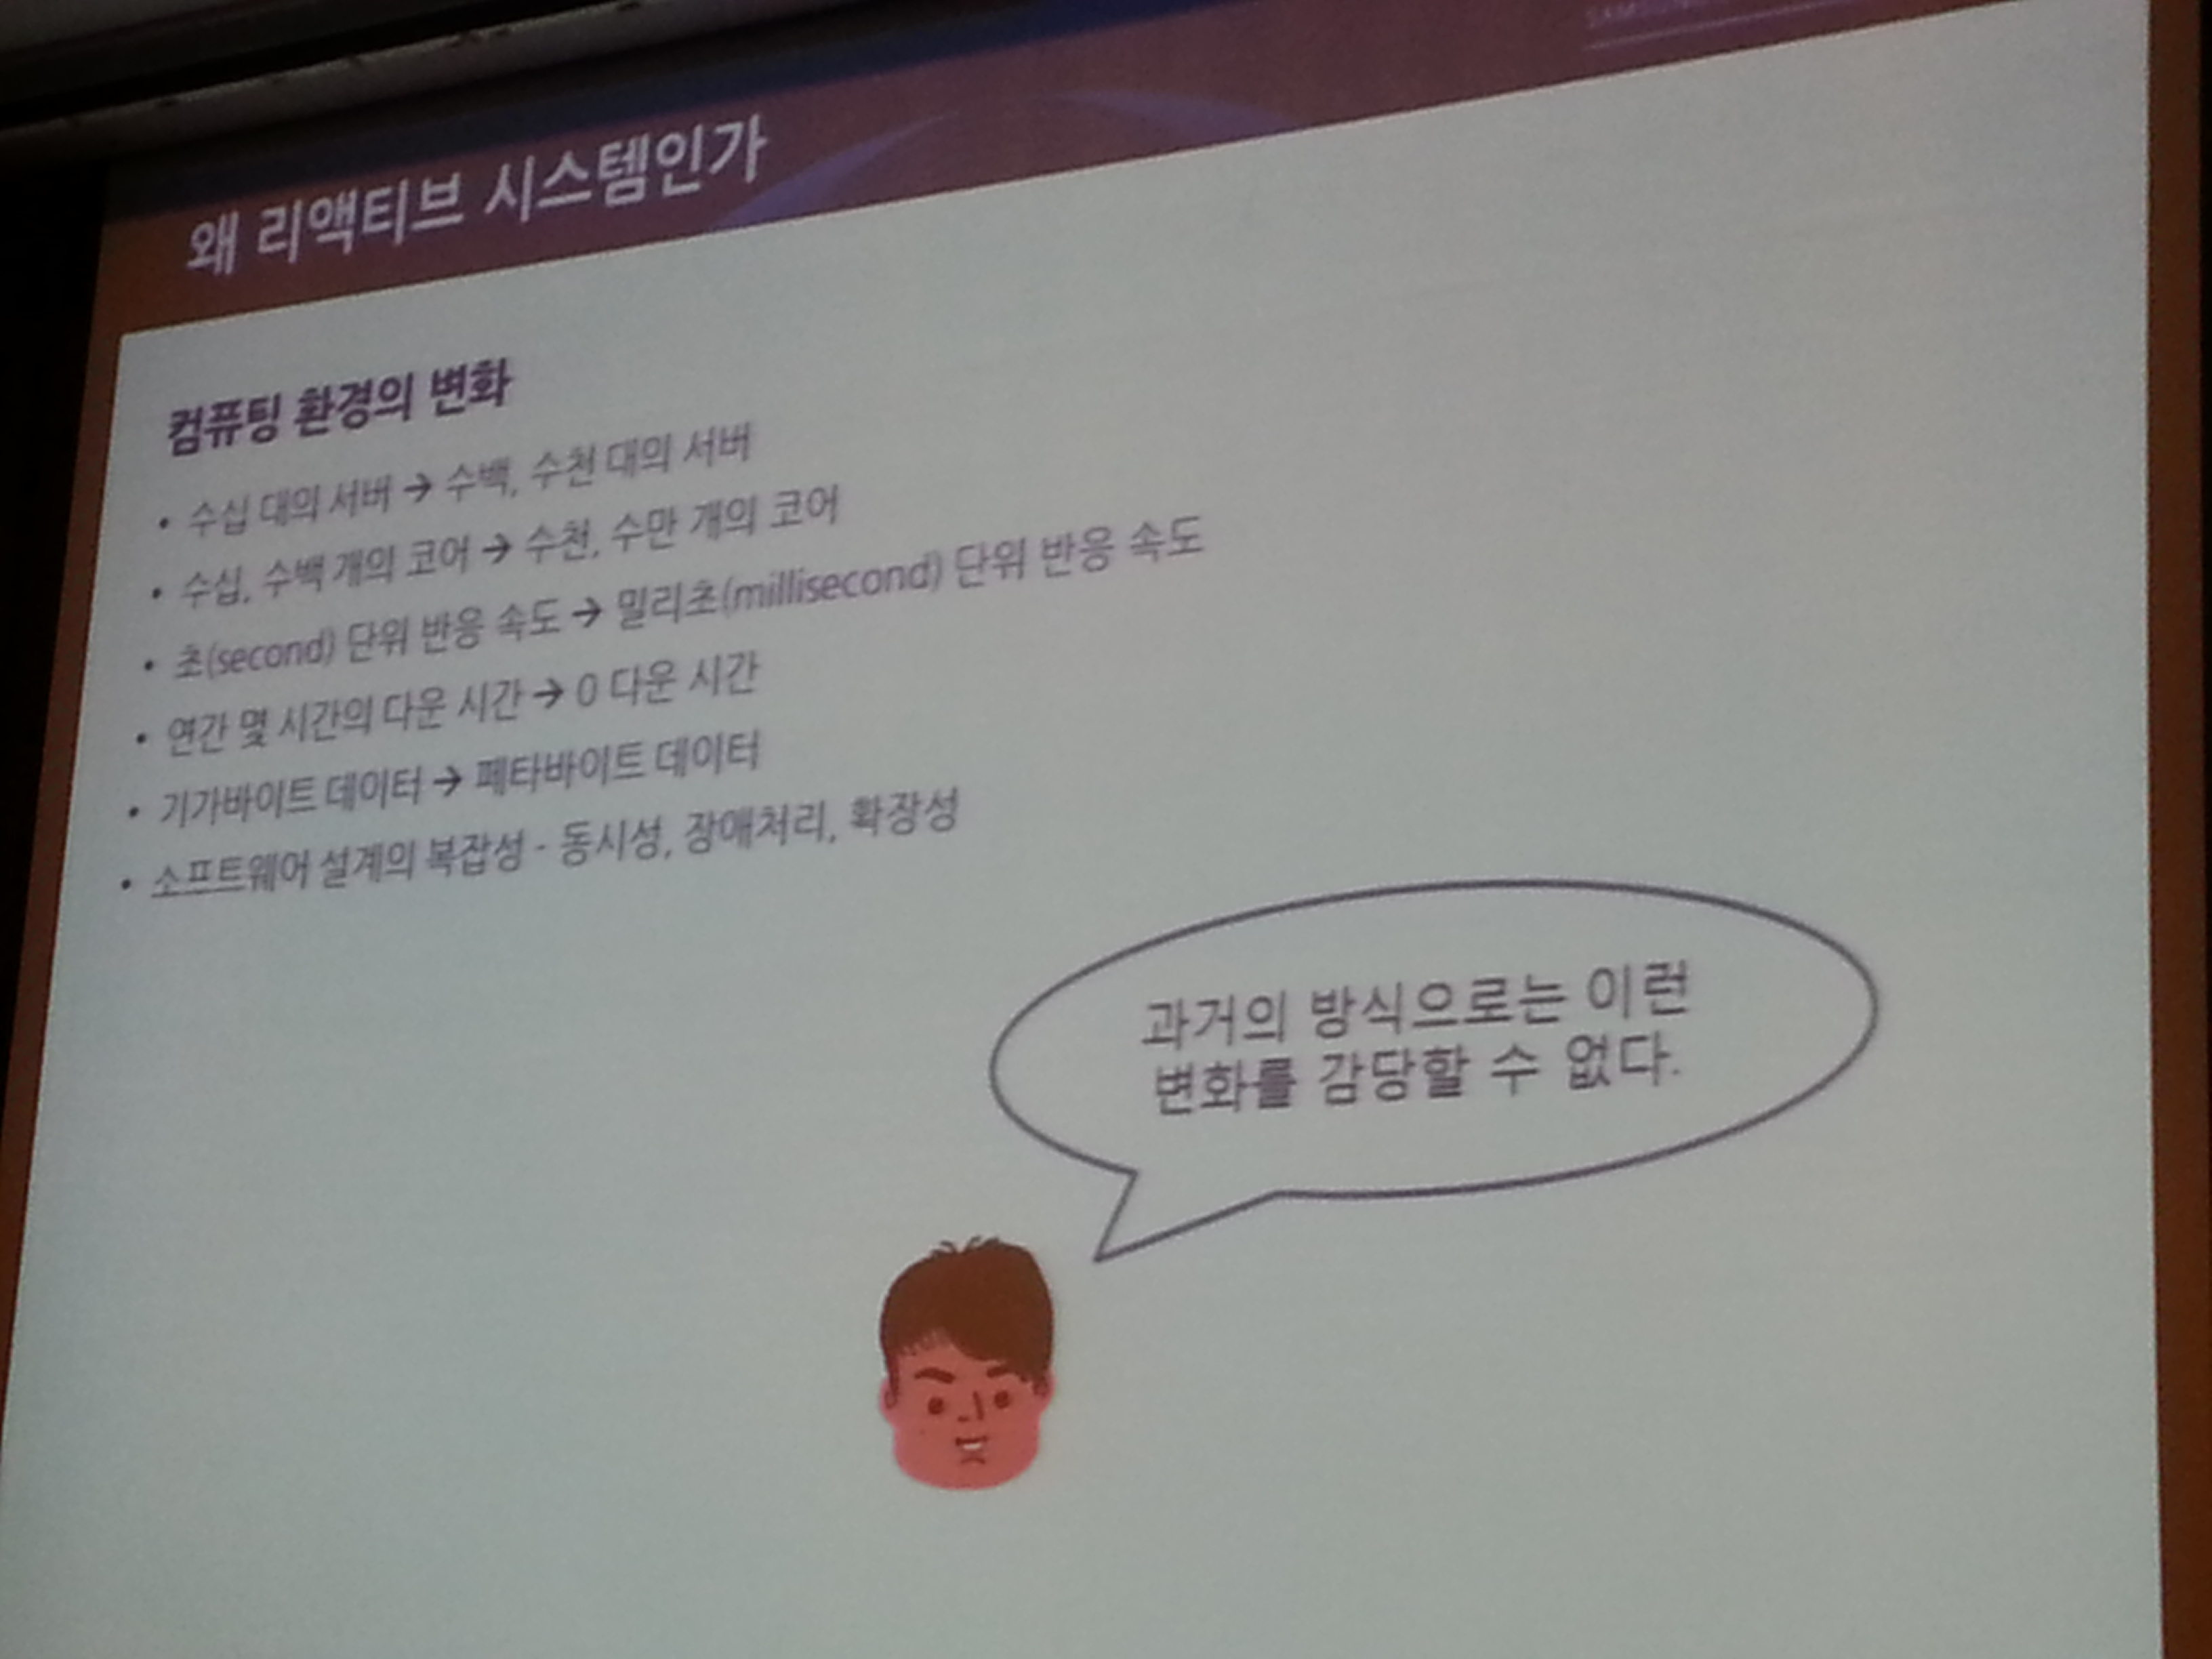 왜 리액티브 시스템인가
컴퓨팅 환경의 변화
• 수십 대의 서버 → 수백, 수천 대의 서버
• 수십, 수백 개의 코어 → 수천, 수만 개의 코어
• 초(second) 단위 반응 속도 → 밀리초(millisecond) 단위 반응 속도
• 연간 몇 시간의 다운 시간 → 0 다운 시간
• 기가바이트 데이터 → 페타바이트 데이터
• 소프트웨어 설계의 복잡성 - 동시성, 장애처리, 확장성
과거의 방식으로는 이런
변화를 감당할 수 없다.